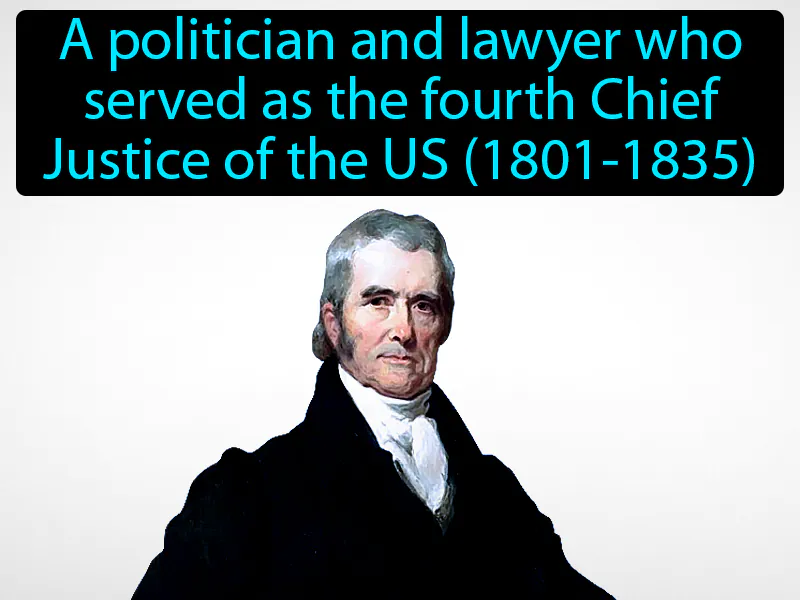 A politician and lawyer who
served as the fourth Chief
Justice of the US (1801-1835)